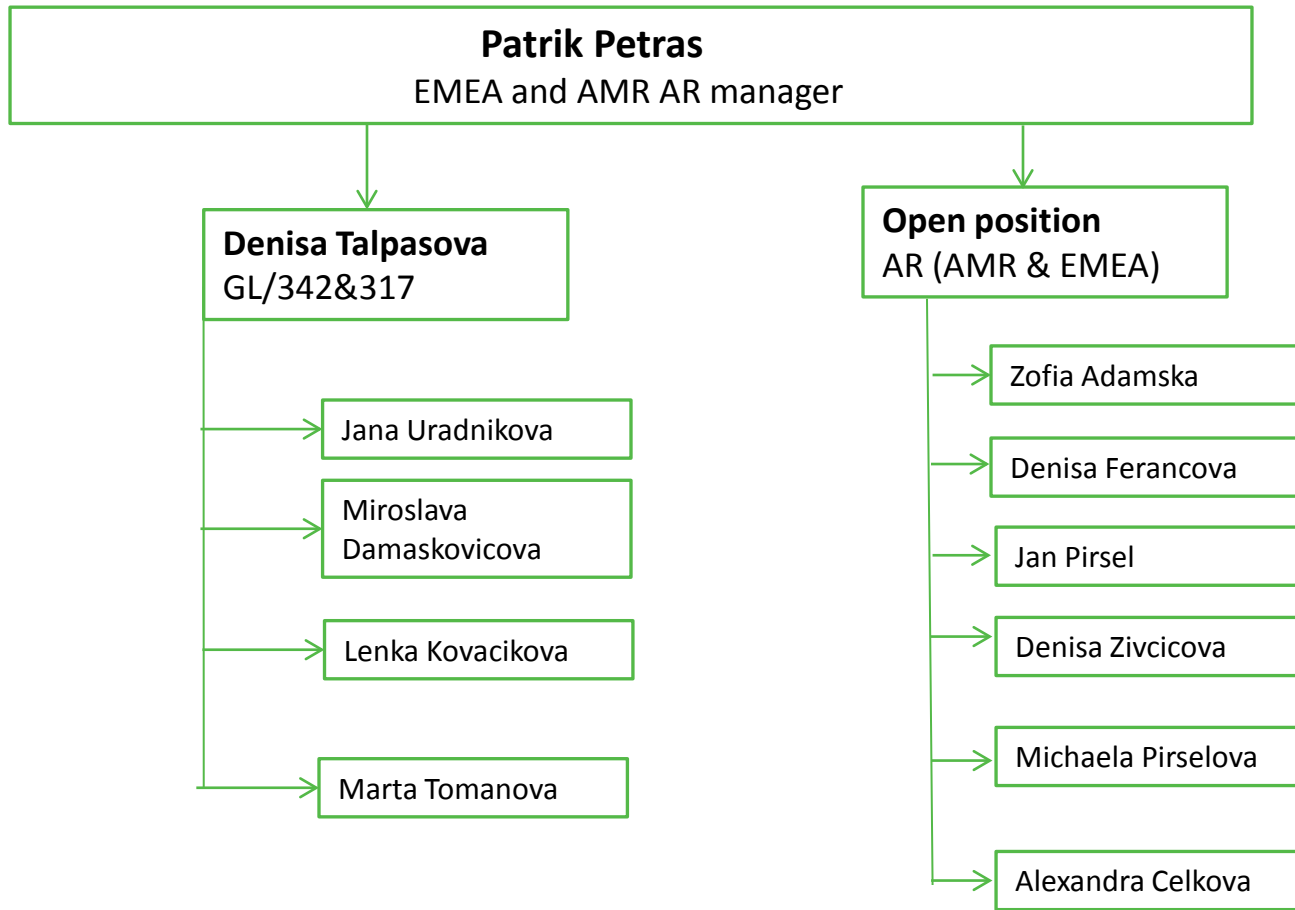 Patrik Petras
EMEA and AMR AR manager
Denisa Talpasova
GL/342&317
Jana Uradnikova
Miroslava
Damaskovicova
Lenka Kovacikova
Marta Tomanova
Open position
AR (AMR & EMEA)
Zofia Adamska
Denisa Ferancova
Jan Pirsel
Denisa Zivcicova
Michaela Pirselova
Alexandra Celkova